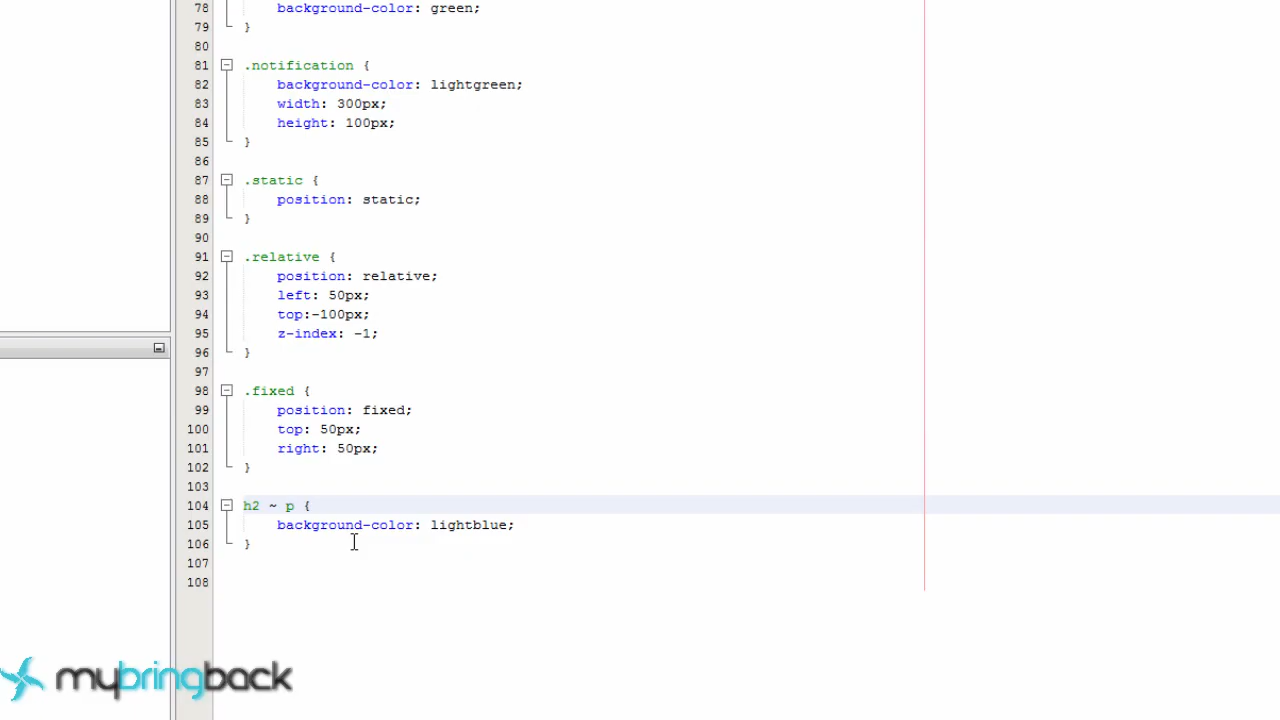 78 background-color: green;
79 }
80
81 .notification {
82 background-color: lightgreen;
83 width: 300px;
84 height: 100px;
85 }
86
87 .static {
88 position: static;
89 }
90
91 .relative {
92 position: relative;
93 left: 50px;
94 top:-100px;
95 z-index: -1;
96 }
97
98 .fixed {
99 position: fixed;
100 top: 50px;
101 right: 50px;
102 }
103
104 h2 ~ p {
105 background-color: lightblue;
106 }
107
108
mybringback